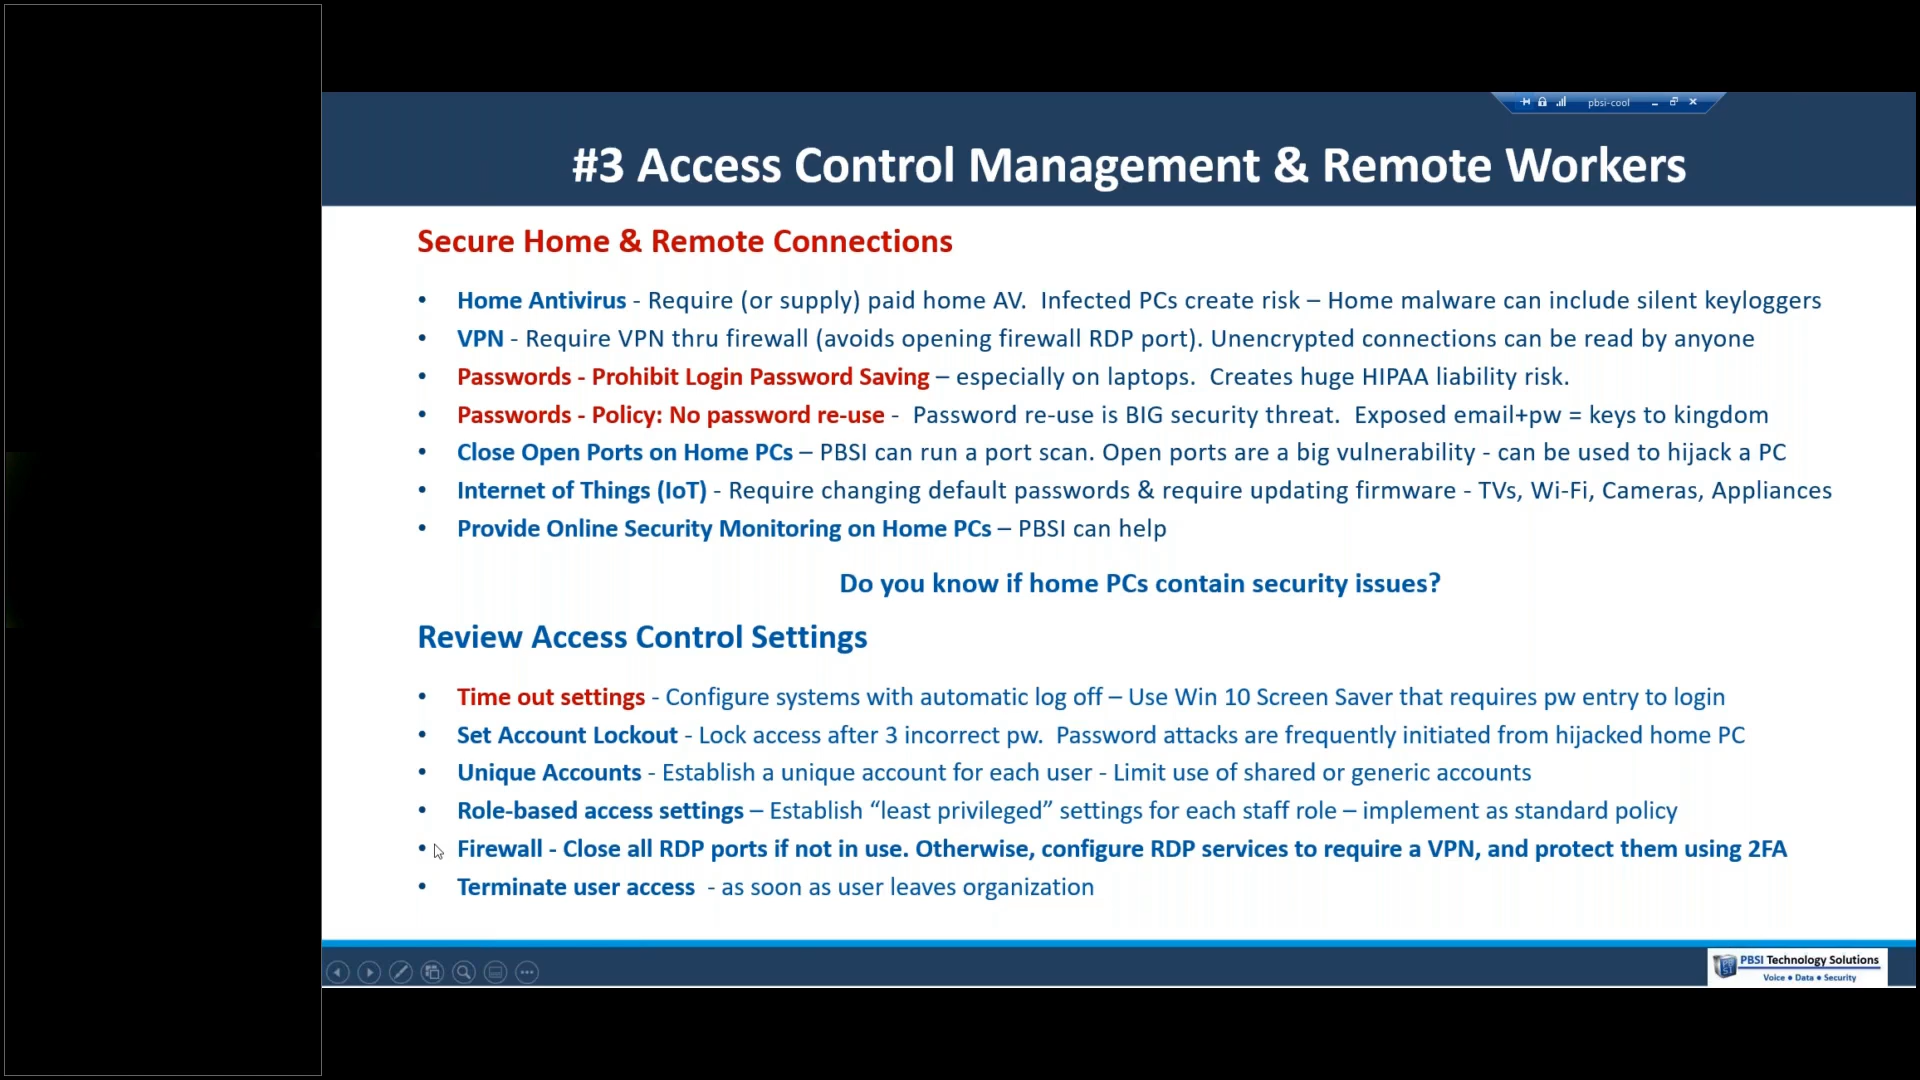 pbsi-cool
#3 Access Control Management & Remote Workers
Secure Home & Remote Connections
• Home Antivirus - Require (or supply) paid home AV. Infected PCs create risk – Home malware can include silent keyloggers
• VPN - Require VPN thru firewall (avoids opening firewall RDP port). Unencrypted connections can be read by anyone
• Passwords - Prohibit Login Password Saving – especially on laptops. Creates huge HIPAA liability risk.
• Passwords - Policy: No password re-use - Password re-use is BIG security threat. Exposed email+pw = keys to kingdom
• Close Open Ports on Home PCs – PBSI can run a port scan. Open ports are a big vulnerability - can be used to hijack a PC
• Internet of Things (IoT) - Require changing default passwords & require updating firmware - TVs, Wi-Fi, Cameras, Appliances
• Provide Online Security Monitoring on Home PCs – PBSI can help
Do you know if home PCs contain security issues?
Review Access Control Settings
• Time out settings - Configure systems with automatic log off – Use Win 10 Screen Saver that requires pw entry to login
• Set Account Lockout - Lock access after 3 incorrect pw. Password attacks are frequently initiated from hijacked home PC
• Unique Accounts - Establish a unique account for each user - Limit use of shared or generic accounts
• Role-based access settings – Establish “least privileged” settings for each staff role – implement as standard policy
• Firewall - Close all RDP ports if not in use. Otherwise, configure RDP services to require a VPN, and protect them using 2FA
• Terminate user access - as soon as user leaves organization
PBSI Technology Solutions
Voice • Data • Security